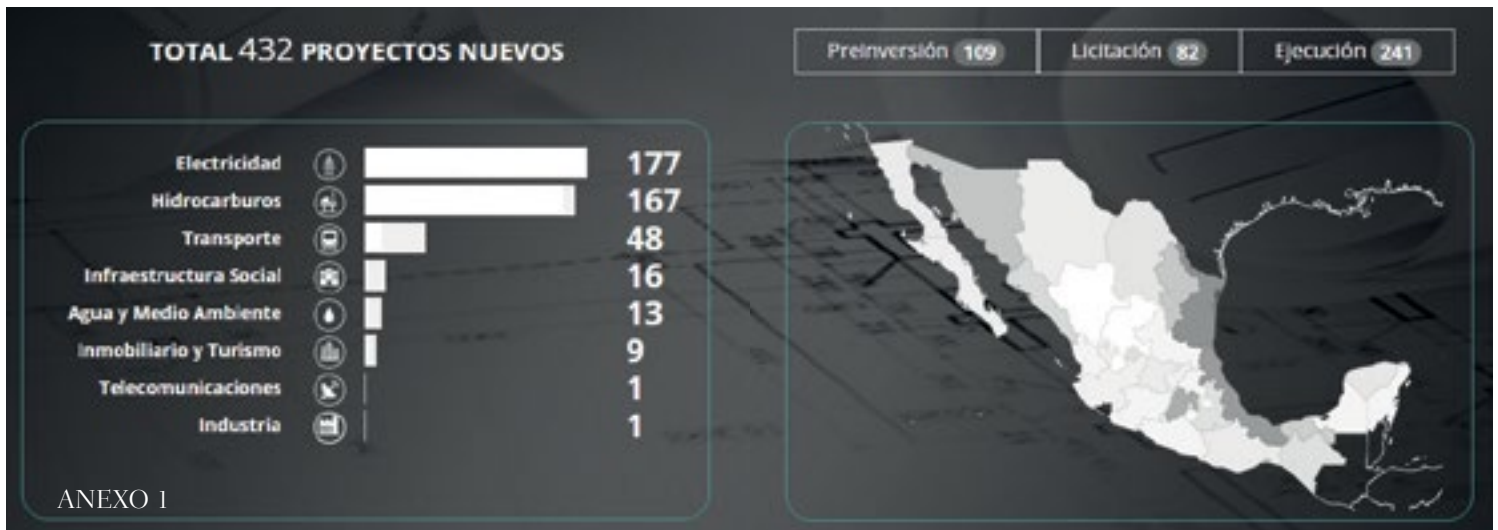 TOTAL 432 PROYECTOS NUEVOS
Preinversión 109
Licitación 82
Ejecución 241
Electricidad 177
Hidrocarburos 167
Transporte 48
Infraestructura Social 16
Agua y Medio Ambiente 13
Inmobiliario y Turismo 9
Telecomunicaciones 1
Industria 1
ANEXO 1